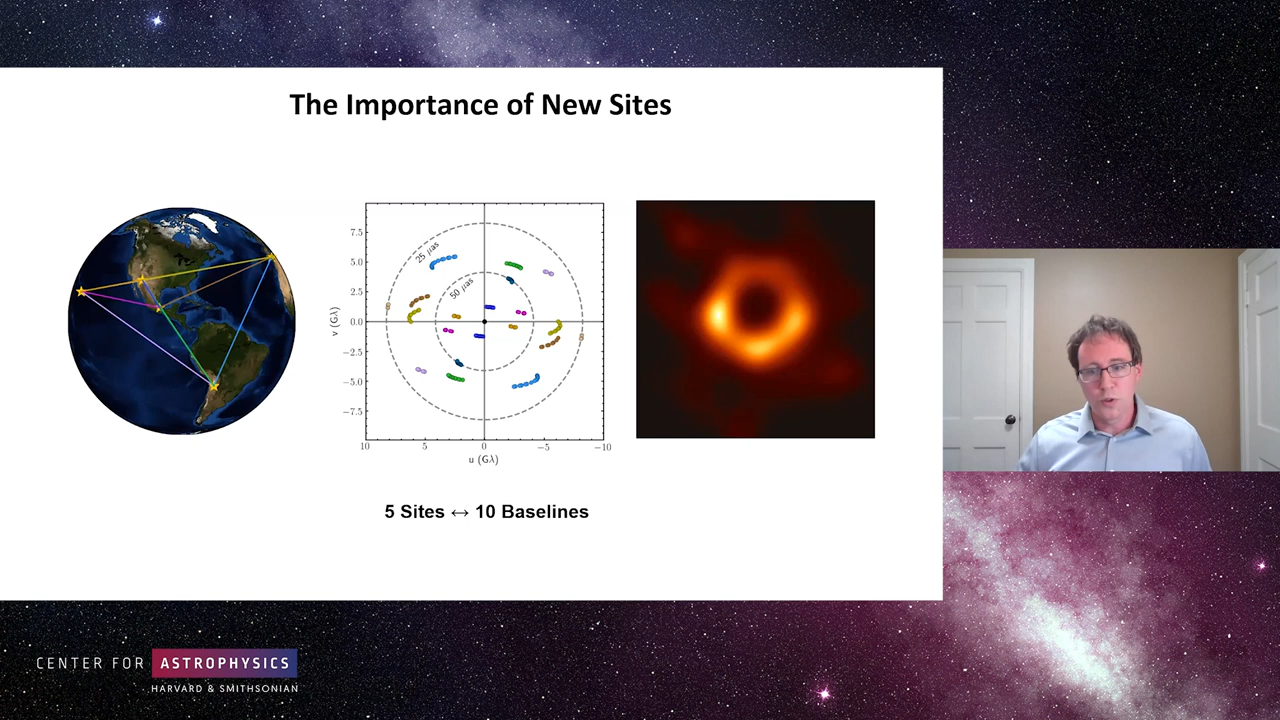 The Importance of New Sites
7.5
5.0
2.5
0.0
−2.5
−5.0
−7.5
v (Gλ)
25 μas
50 μas
10
5
0
−5
−10
u (Gλ)
5 Sites ↔ 10 Baselines
CENTER FOR ASTROPHYSICS
HARVARD & SMITHSONIAN